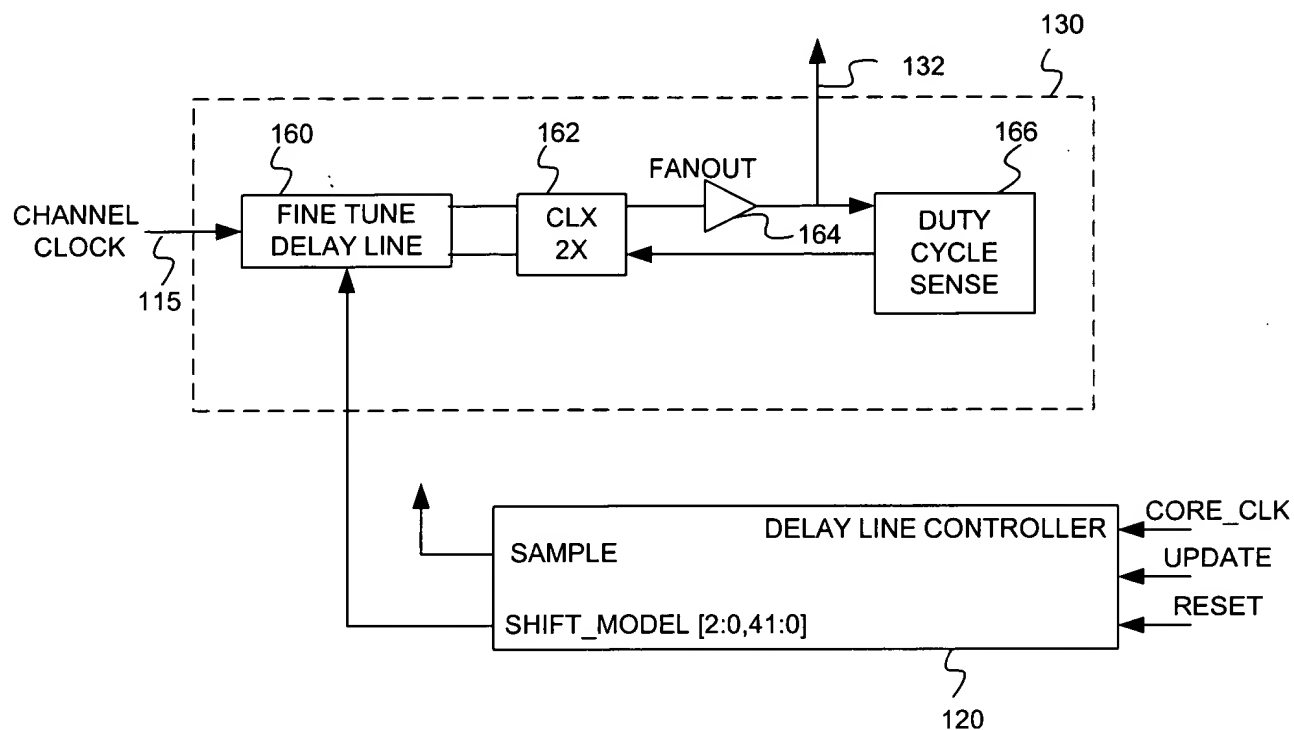 130
132
160
162
166
FANOUT
CHANNEL
CLOCK
FINE TUNE
DELAY LINE
CLX
2X
164
DUTY
CYCLE
SENSE
115
DELAY LINE CONTROLLER
CORE_CLK
SAMPLE
UPDATE
SHIFT_MODEL [2:0,41:0]
RESET
120